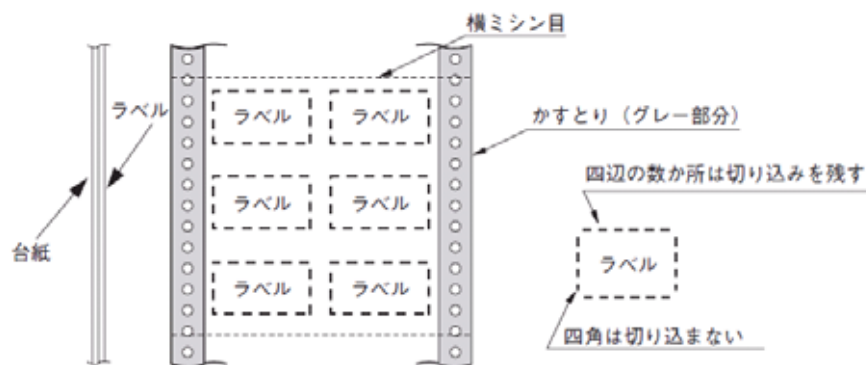 横ミシン目
ラベル
ラベル ラベル
かすとり（グレー部分）
四辺の数か所は切り込みを残す
ラベル ラベル
台紙
ラベル
ラベル ラベル
四角は切り込まない